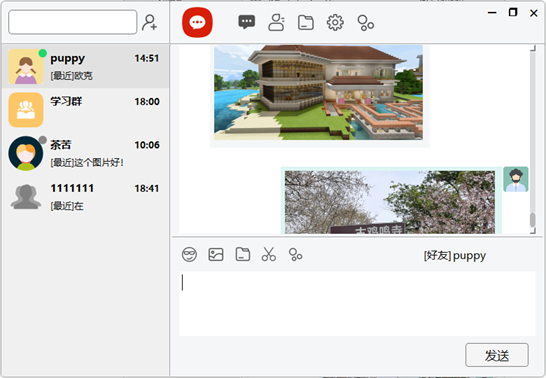 puppy 14:51
[最近]欧克
学习群 18:00
茶苦 10:06
[最近]这个图片好!
1111111 18:41
[最近]在
古鸡鸣寺
[好友] puppy
发送